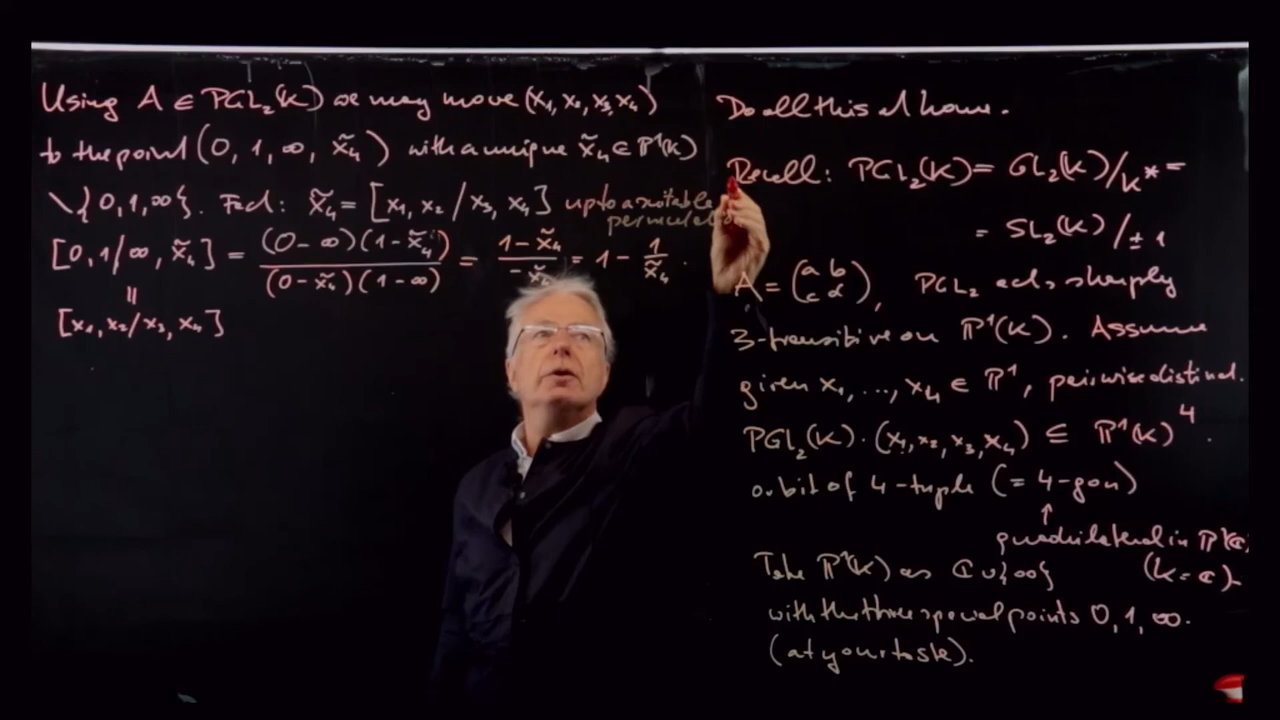 Using A ∈ PGL₂(K) we may move (x₁, x₂, x₃, x₄)
to the point (0, 1, ∞, x̃₄) with a unique x̃₄ ∈ ℙ¹(K)
\{0, 1, ∞}. Fact: x̃₄ = [x₁, x₂ / x₃, x₄] up to a suitable
[0, 1 / ∞, x̃₄] = (0 - ∞)(1 - x̃₄) / (0 - x̃₄)(1 - ∞) = 1 - x̃₄ / - x̃₄ = 1 - 1 / x̃₄ .
||
[x₁, x₂ / x₃, x₄]
Do all this at home.
Recall: PGL₂(K) = GL₂(K) / K* =
= SL₂(K) / ± 1
A = (a b c d), PGL₂ acts sharply
3-transitive on ℙ¹(K). Assume
given x₁, ..., x₄ ∈ ℙ¹, pairwise distinct.
PGL₂(K) · (x₁, x₂, x₃, x₄) ⊆ ℙ¹(K)⁴ .
orbit of 4-tuple (= 4-gon)
↑
quadrilateral in ℙ¹(ℂ)
Take ℙ¹(K) as ℂ ∪ {∞} (K = ℂ).
with the three special points 0, 1, ∞.
(at your taste).